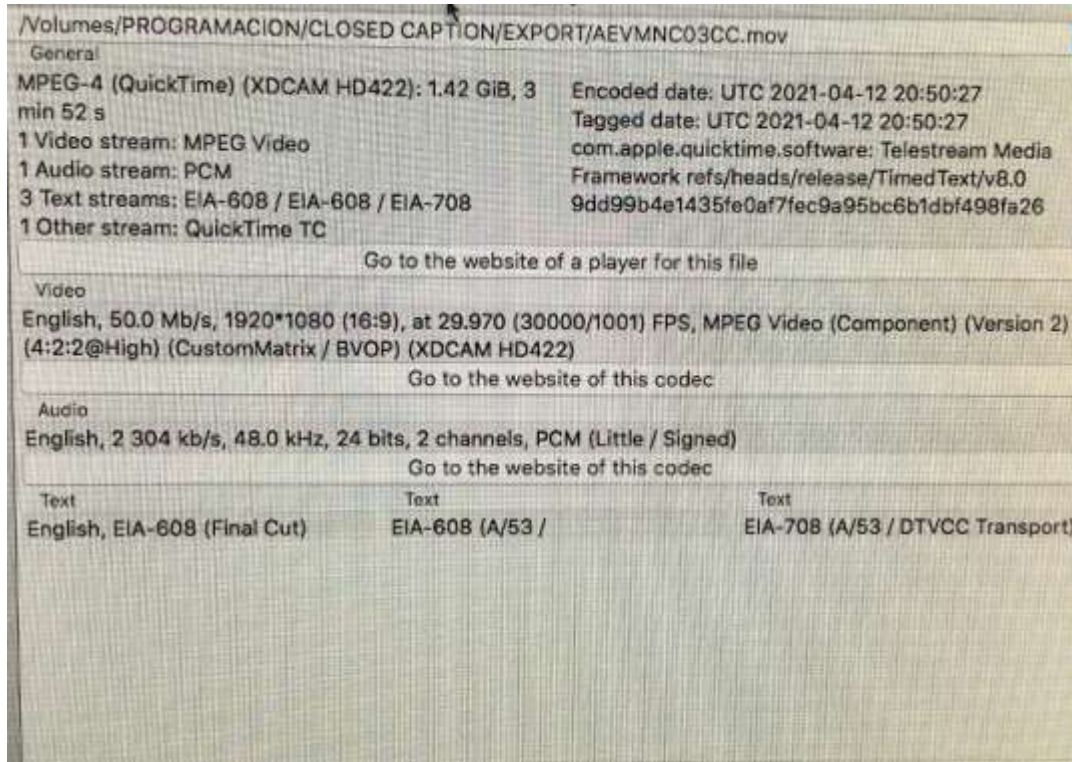 /Volumes/PROGRAMACION/CLOSED CAPTION/EXPORT/AEVMNC03CC.mov
General
MPEG-4 (QuickTime) (XDCAM HD422): 1.42 GiB, 3
min 52 s
1 Video stream: MPEG Video
1 Audio stream: PCM
3 Text streams: EIA-608 / EIA-608 / EIA-708
1 Other stream: QuickTime TC
Encoded date: UTC 2021-04-12 20:50:27
Tagged date: UTC 2021-04-12 20:50:27
com.apple.quicktime.software: Telestream Media
Framework refs/heads/release/TimedText/v8.0
9dd99b4e1435fe0af7fec9a95bc6b1dbf498fa26
Go to the website of a player for this file
Video
English, 50.0 Mb/s, 1920*1080 (16:9), at 29.970 (30000/1001) FPS, MPEG Video (Component) (Version 2)
(4:2:2@High) (CustomMatrix / BVOP) (XDCAM HD422)
Go to the website of this codec
Audio
English, 2 304 kb/s, 48.0 kHz, 24 bits, 2 channels, PCM (Little / Signed)
Go to the website of this codec
Text
English, EIA-608 (Final Cut)
Text
EIA-608 (A/53 /
Text
EIA-708 (A/53 / DTVCC Transport)